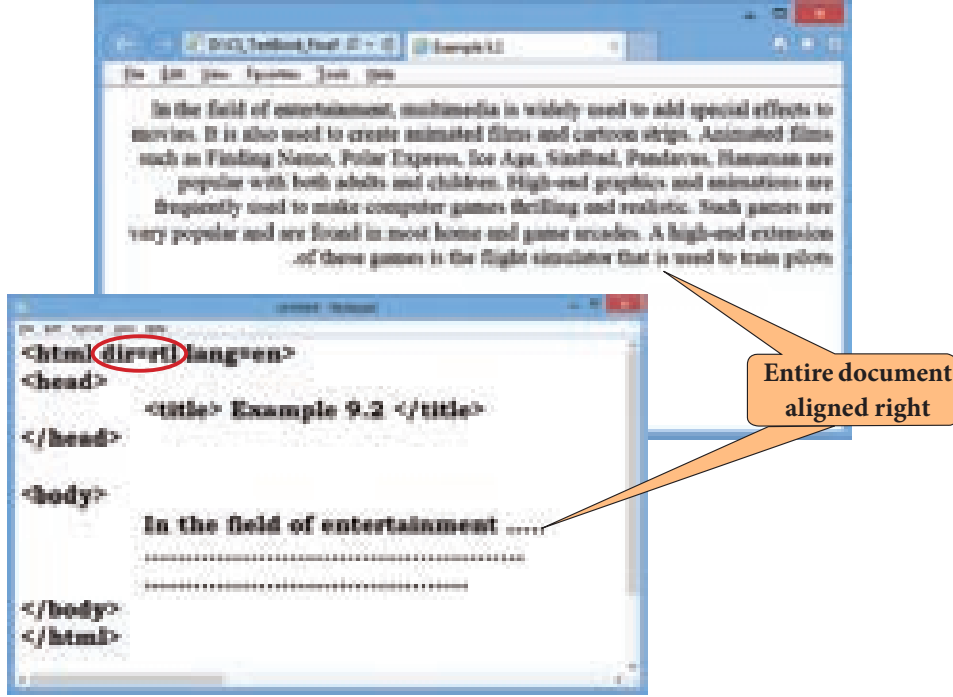 Example 9.2
File Edit View Favorites Tools Help
In the field of entertainment, multimedia is widely used to add special effects to
movies. It is also used to create animated films and cartoon strips. Animated films
such as Finding Nemo, Polar Express, Ice Age, Sindbad, Pandavas, Hanuman are
popular with both adults and children. High-end graphics and animations are
frequently used to make computer games thrilling and realistic. Such games are
very popular and are found in most home and game arcades. A high-end extension
.of these games is the flight simulator that is used to train pilots
<html dir=rtl lang=en>
<head>
<title> Example 9.2 </title>
</head>
<body>
In the field of entertainment .....
</body>
</html>
Entire document
aligned right